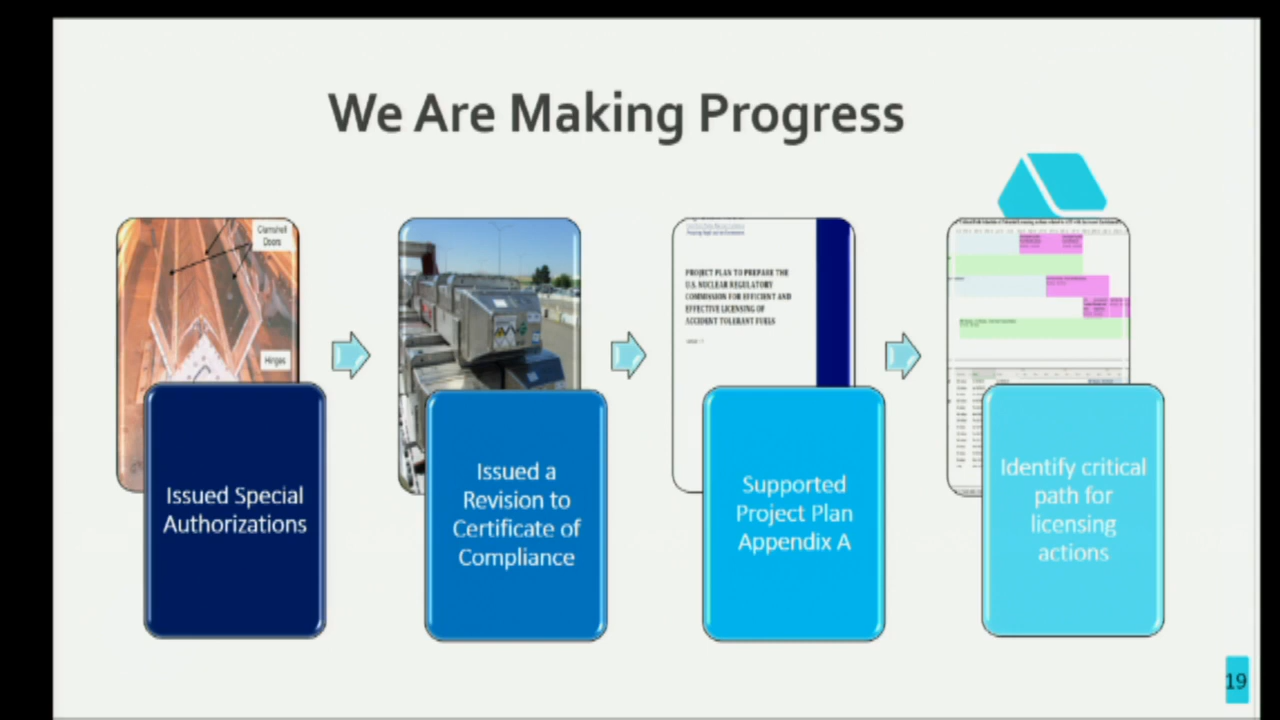 We Are Making Progress
Clamshell
Doors
Hinges
PROJECT PLAN TO PREPARE THE
U.S. NUCLEAR REGULATORY
COMMISSION FOR EFFICIENT AND
EFFECTIVE LICENSING OF
ACCIDENT TOLERANT FUELS
Issued Special
Authorizations
Issued a
Revision to
Certificate of
Compliance
Supported
Project Plan
Appendix A
Identify critical
path for
licensing
actions
19